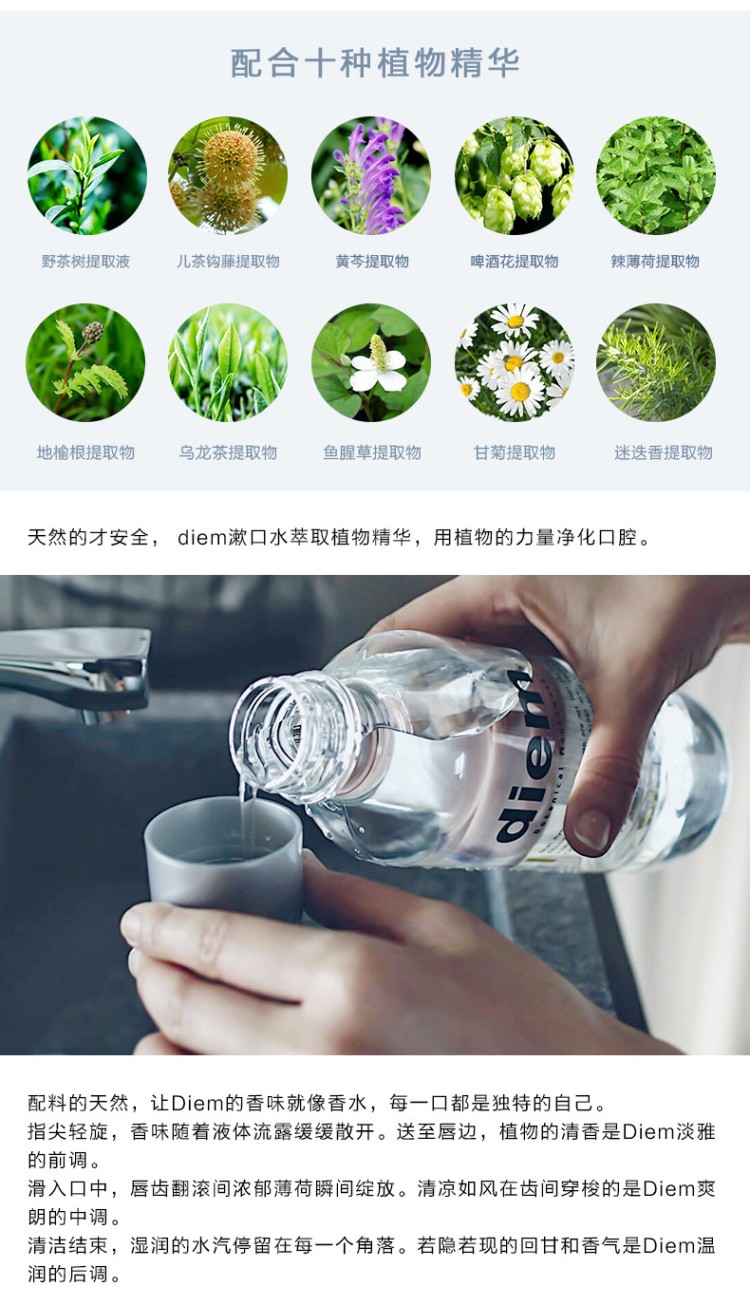 配合十种植物精华
野茶树提取液 儿茶钩藤提取物 黄芩提取物 啤酒花提取物 辣薄荷提取物
地榆根提取物 乌龙茶提取物 鱼腥草提取物 甘菊提取物 迷迭香提取物
天然的才安全， diem漱口水萃取植物精华，用植物的力量净化口腔。
diem
配料的天然，让Diem的香味就像香水，每一口都是独特的自己。
指尖轻旋，香味随着液体流露缓缓散开。送至唇边，植物的清香是Diem淡雅
的前调。
滑入口中，唇齿翻滚间浓郁薄荷瞬间绽放。清凉如风在齿间穿梭的是Diem爽
朗的中调。
清洁结束，湿润的水汽停留在每一个角落。若隐若现的回甘和香气是Diem温
润的后调。